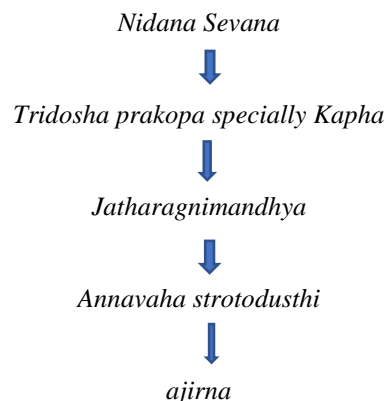 Nidana Sevana
Tridosha prakopa specially Kapha
Jatharagnimandhya
Annavaha strotodusthi
ajirna